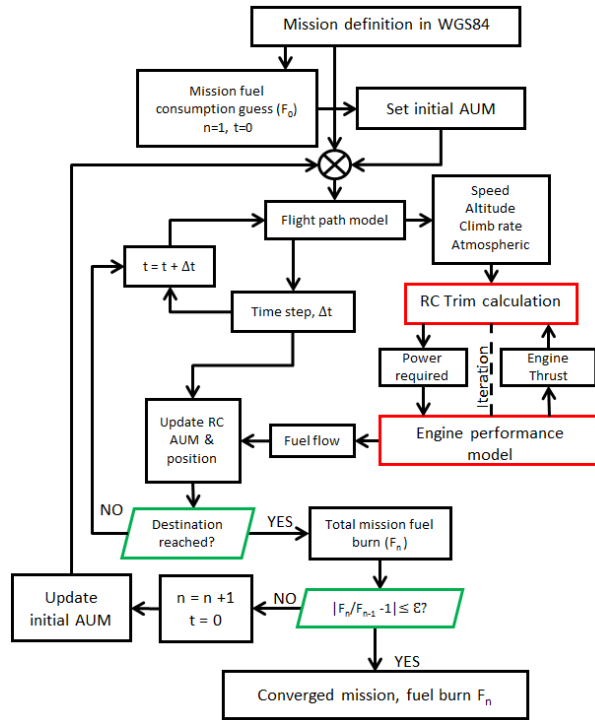 Mission definition in WGS84
Mission fuel
consumption guess (F₀)
n=1, t=0
Set initial AUM
Speed
Altitude
Climb rate
Atmospheric
Flight path model
t = t + Δt
Time step, Δt
RC Trim calculation
Power
required
Iteration
Engine
Thrust
Update RC
AUM &
position
Fuel flow
Engine performance
model
NO
Destination
reached?
YES
Total mission fuel
burn (Fₙ)
Update
initial AUM
n = n +1
t = 0
NO
|Fₙ/Fₙ₋₁ -1| ≤ Ɛ?
YES
Converged mission, fuel burn Fₙ